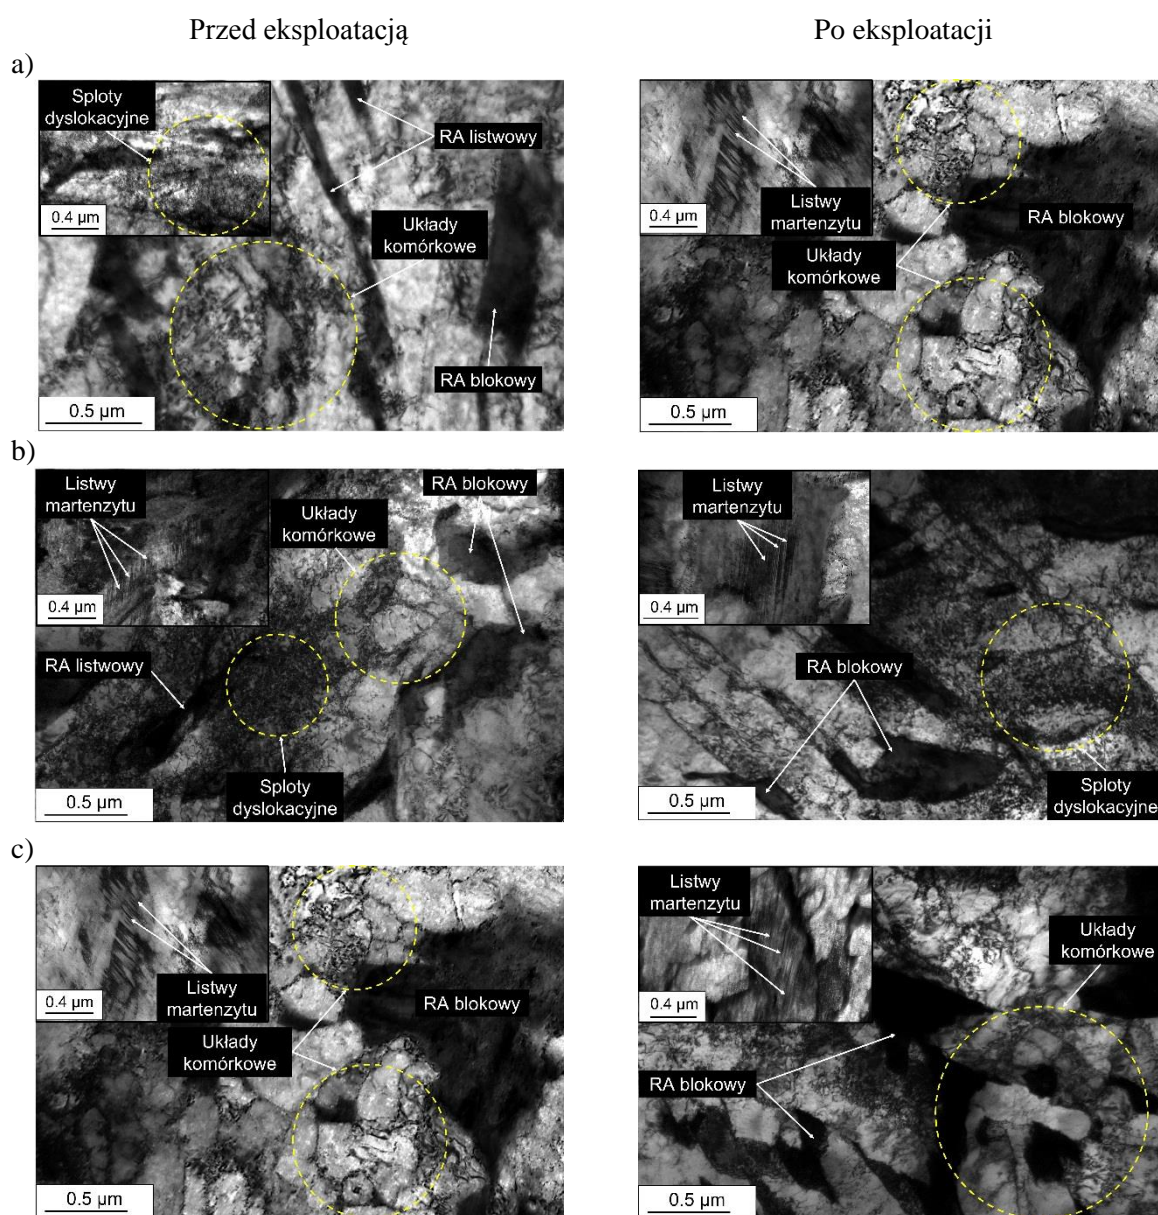 Przed eksploatacją
Po eksploatacji
a)
Sploty
dyslokacyjne
0.4 µm
RA listwowy
Układy
komórkowe
RA blokowy
0.5 µm
Listwy
martenzytu
0.4 µm
RA blokowy
Układy
komórkowe
0.5 µm
b)
Listwy
martenzytu
0.4 µm
Układy
komórkowe
RA blokowy
RA listwowy
Sploty
dyslokacyjne
0.5 µm
Listwy
martenzytu
0.4 µm
RA blokowy
Sploty
dyslokacyjne
0.5 µm
c)
Listwy
martenzytu
0.4 µm
RA blokowy
Układy
komórkowe
0.5 µm
Listwy
martenzytu
0.4 µm
Układy
komórkowe
RA blokowy
0.5 µm